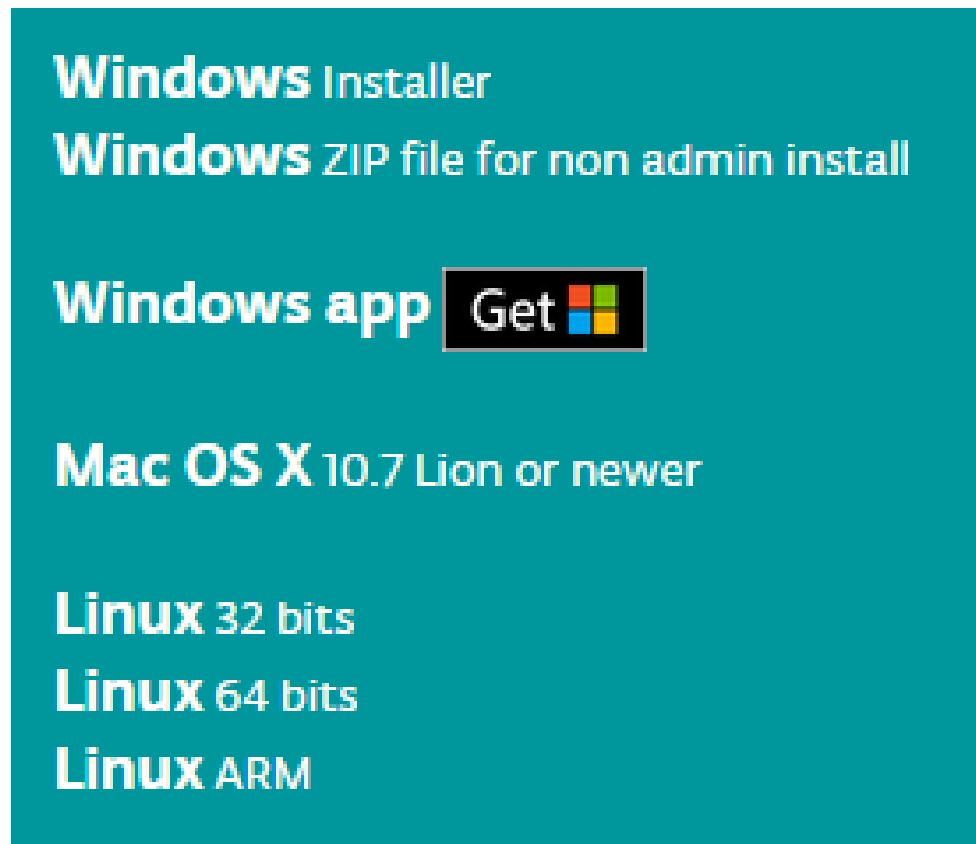 Windows Installer
Windows ZIP file for non admin install
Windows app Get
Mac OS X 10.7 Lion or newer
Linux 32 bits
Linux 64 bits
Linux ARM